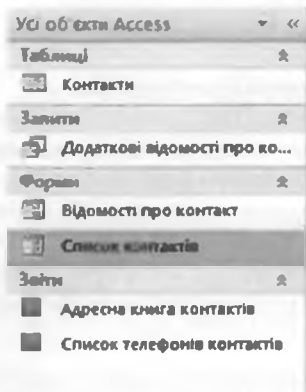 Усі об'єкти Access
Таблиці
Контакти
Запити
Додаткові відомості про ко...
Форми
Відомості про контакт
Список контактів
Звіти
Адресна книга контактів
Список телефонів контактів